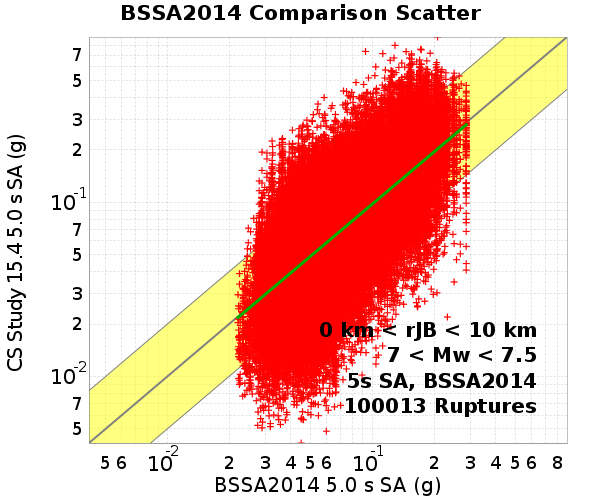 BSSA2014 Comparison Scatter
CS Study 15.4 5.0 s SA (g)
7
5
3
2
10-1
7
5
3
2
10-2
7
5
0 km < rJB < 10 km
7 < Mw < 7.5
5s SA, BSSA2014
100013 Ruptures
5 6 10-2 2 3 4 5 6 10-1 2 3 4 5 6 8
BSSA2014 5.0 s SA (g)